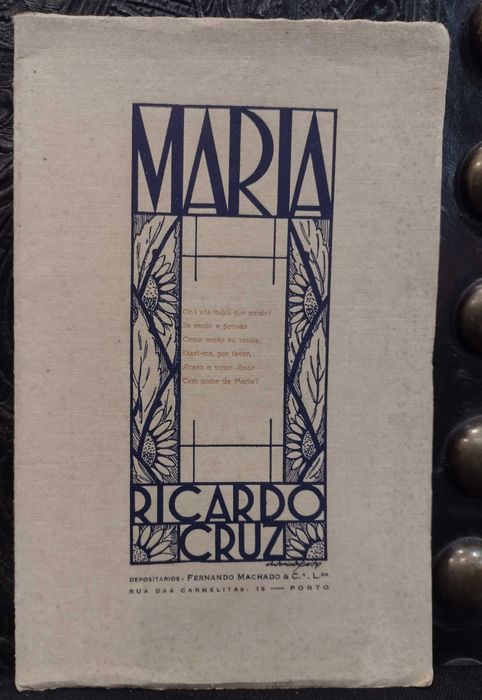 MARIA
Oh! vós todos que amais!
Se sentis e pensais
Como então eu sentia,
Dizei-me, por favor,
Acaso o vosso Amor
Tem nome de Maria?
RICARDO
CRUZ
DEPOSITÁRIOS: FERNANDO MACHADO & C.ª, L.DA
RUA DAS CARMELITAS, 15 — PORTO